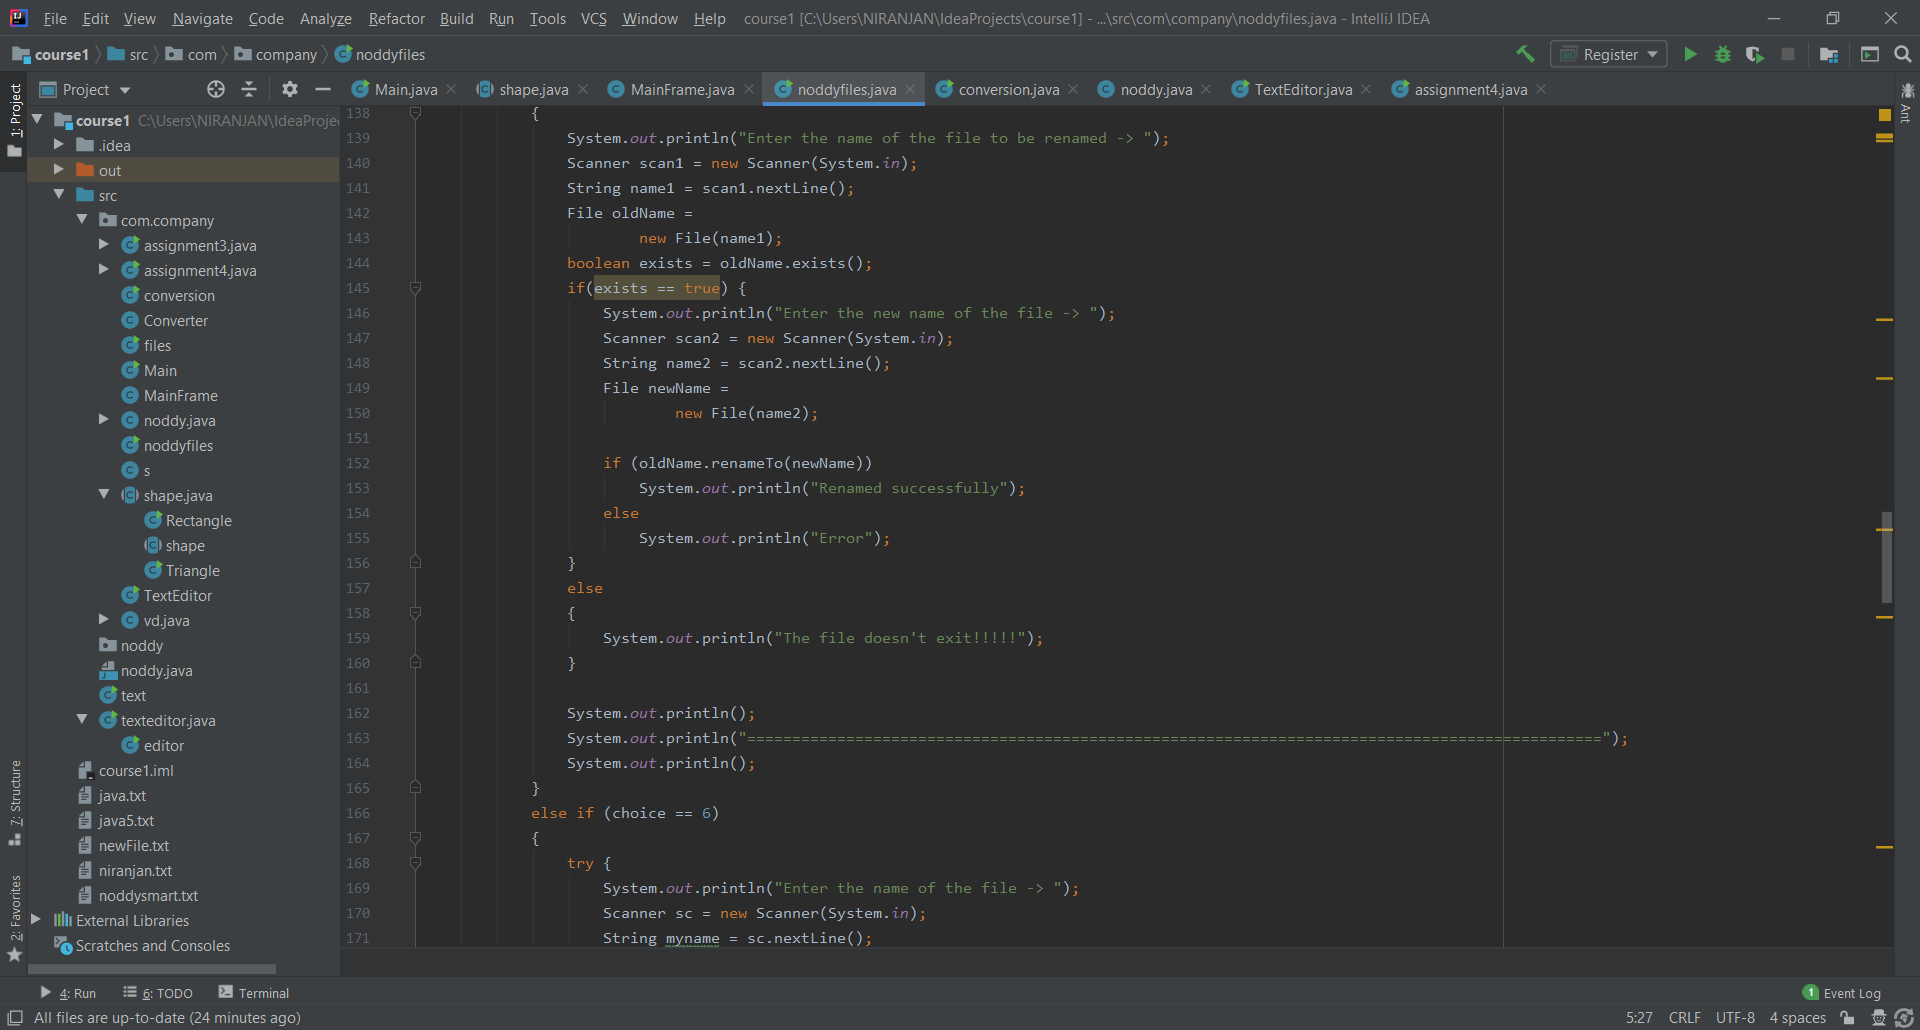 File Edit View Navigate Code Analyze Refactor Build Run Tools VCS Window Help course1 [C:\Users\NIRANJAN\IdeaProjects\course1] - ...\src\com\company\noddyfiles.java - IntelliJ IDEA
course1 src com company noddyfiles Register
Project Main.java shape.java MainFrame.java noddyfiles.java conversion.java noddy.java TextEditor.java assignment4.java
1: Project
7: Structure
2: Favorites
Ant
course1 C:\Users\NIRANJAN\IdeaProje
.idea
out
src
com.company
assignment3.java
assignment4.java
conversion
Converter
files
Main
MainFrame
noddy.java
noddyfiles
s
shape.java
Rectangle
shape
Triangle
TextEditor
vd.java
noddy
noddy.java
text
texteditor.java
editor
course1.iml
java.txt
java5.txt
newFile.txt
niranjan.txt
noddysmart.txt
External Libraries
Scratches and Consoles
138 {
139 System.out.println("Enter the name of the file to be renamed -> ");
140 Scanner scan1 = new Scanner(System.in);
141 String name1 = scan1.nextLine();
142 File oldName =
143 new File(name1);
144 boolean exists = oldName.exists();
145 if(exists == true) {
146 System.out.println("Enter the new name of the file -> ");
147 Scanner scan2 = new Scanner(System.in);
148 String name2 = scan2.nextLine();
149 File newName =
150 new File(name2);
151
152 if (oldName.renameTo(newName))
153 System.out.println("Renamed successfully");
154 else
155 System.out.println("Error");
156 }
157 else
158 {
159 System.out.println("The file doesn't exit!!!!!");
160 }
161
162 System.out.println();
163 System.out.println("===============================================================================================");
164 System.out.println();
165 }
166 else if (choice == 6)
167 {
168 try {
169 System.out.println("Enter the name of the file -> ");
170 Scanner sc = new Scanner(System.in);
171 String myname = sc.nextLine();
4: Run 6: TODO Terminal 1 Event Log
All files are up-to-date (24 minutes ago) 5:27 CRLF UTF-8 4 spaces